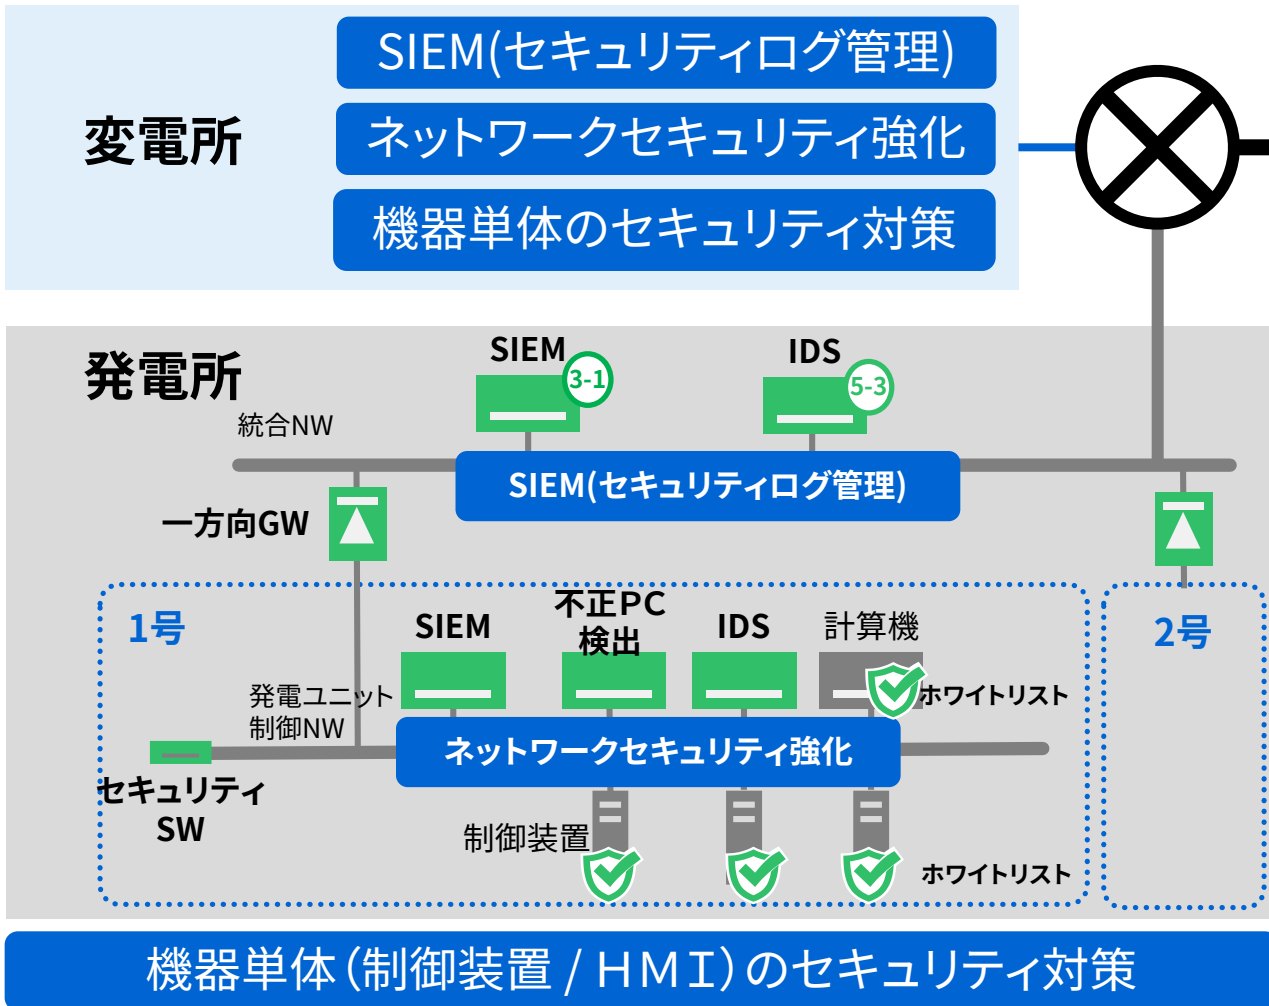 SIEM(セキュリティログ管理)
変電所
ネットワークセキュリティ強化
機器単体のセキュリティ対策
発電所
SIEM
3-1
IDS
5-3
統合NW
SIEM(セキュリティログ管理)
一方向GW
1号
SIEM
不正PC
検出
IDS
計算機
2号
ホワイトリスト
発電ユニット
制御NW
ネットワークセキュリティ強化
セキュリティ
SW
制御装置
ホワイトリスト
機器単体(制御装置 / HMI)のセキュリティ対策